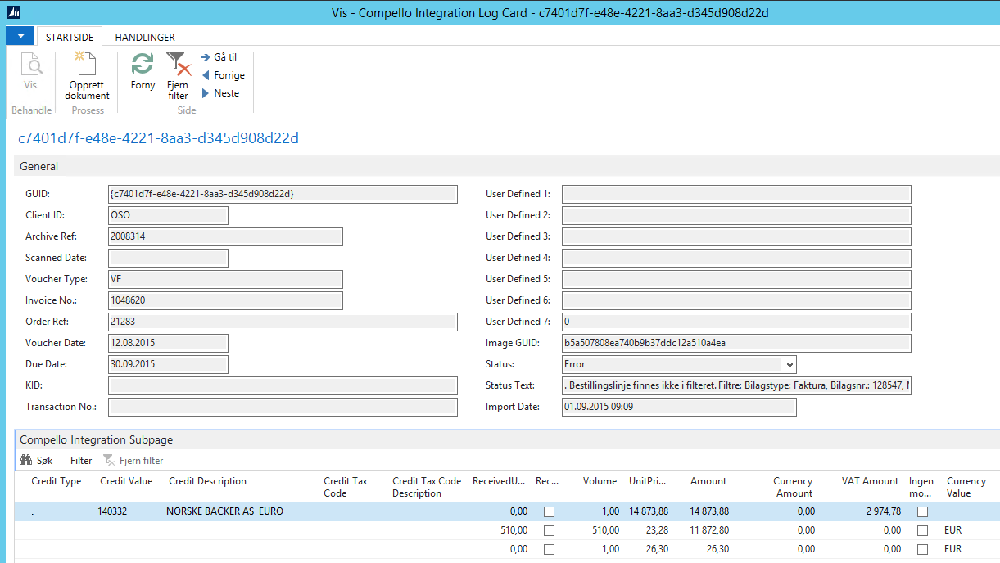 Vis - Compello Integration Log Card - c7401d7f-e48e-4221-8aa3-d345d908d22d
STARTSIDE HANDLINGER
Vis
Behandle
Opprett dokument
Prosess
Forny
Fjern filter
Gå til
Forrige
Neste
Side
c7401d7f-e48e-4221-8aa3-d345d908d22d
General
GUID: {c7401d7f-e48e-4221-8aa3-d345d908d22d}
Client ID: OSO
Archive Ref: 2008314
Scanned Date:
Voucher Type: VF
Invoice No.: 1048620
Order Ref: 21283
Voucher Date: 12.08.2015
Due Date: 30.09.2015
KID:
Transaction No.:
User Defined 1:
User Defined 2:
User Defined 3:
User Defined 4:
User Defined 5:
User Defined 6:
User Defined 7: 0
Image GUID: b5a507808ea740b9b37ddc12a510a4ea
Status: Error
Status Text: . Bestillingslinje finnes ikke i filteret. Filtre: Bilagstype: Faktura, Bilagsnr.: 128547,
Import Date: 01.09.2015 09:09
Compello Integration Subpage
Søk Filter Fjern filter
Credit Type Credit Value Credit Description Credit Tax Code Credit Tax Code Description ReceivedU... Rec... Volume UnitPri... Amount Currency Amount VAT Amount Ingen mo... Currency Value
. 140332 NORSKE BACKER AS EURO 0,00 1,00 14 873,88 14 873,88 0,00 2 974,78
510,00 510,00 23,28 11 872,80 0,00 0,00 EUR
0,00 1,00 26,30 26,30 0,00 0,00 EUR